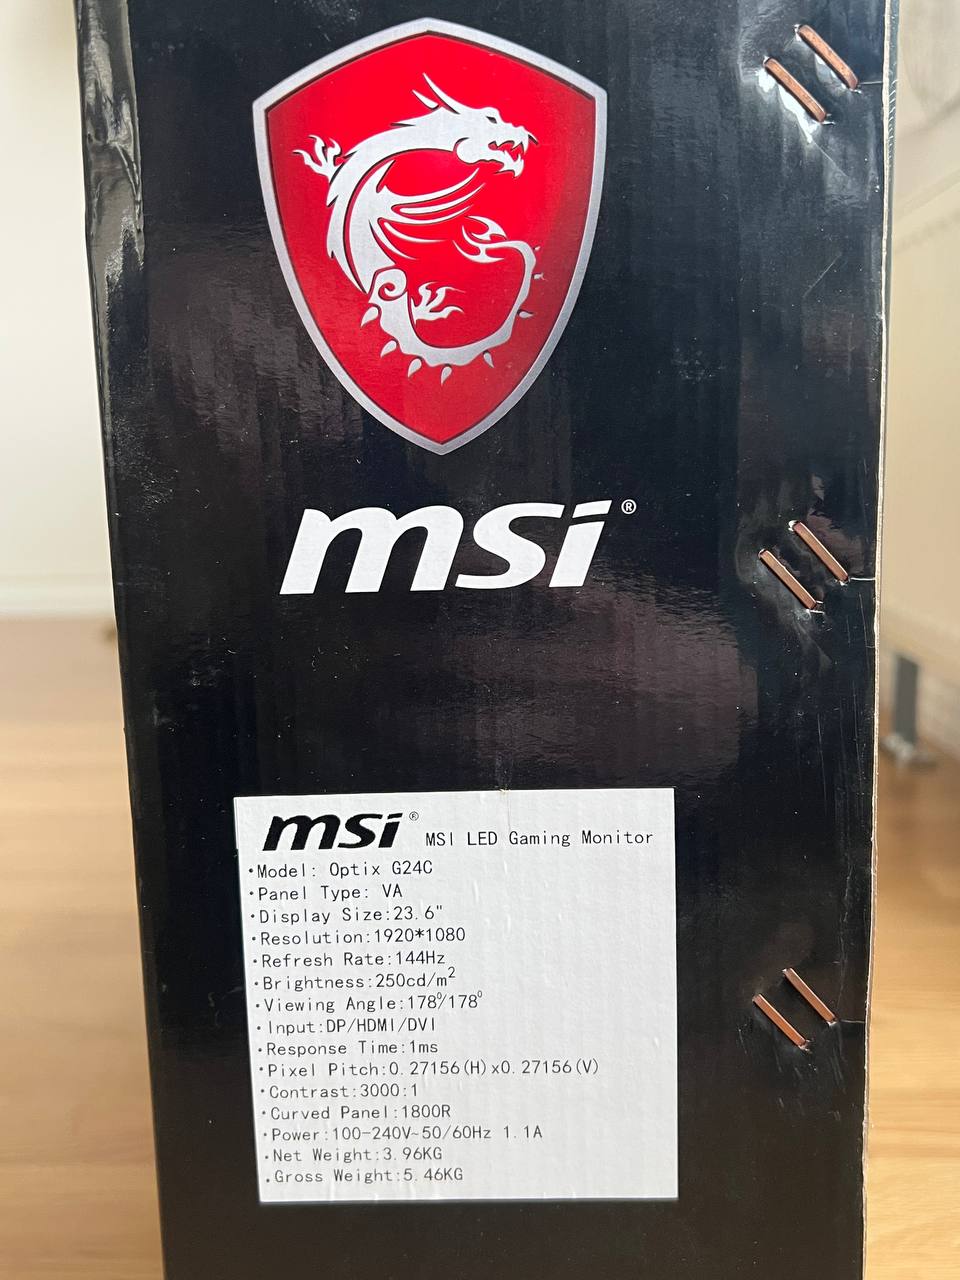 msi®
msi® MSI LED Gaming Monitor
·Model: Optix G24C
·Panel Type: VA
·Display Size:23.6"
·Resolution:1920*1080
·Refresh Rate:144Hz
·Brightness:250cd/m²
·Viewing Angle:178⁰/178⁰
·Input:DP/HDMI/DVI
·Response Time:1ms
·Pixel Pitch:0.27156(H)x0.27156(V)
·Contrast:3000:1
·Curved Panel:1800R
·Power:100-240V~50/60Hz 1.1A
·Net Weight:3.96KG
·Gross Weight:5.46KG